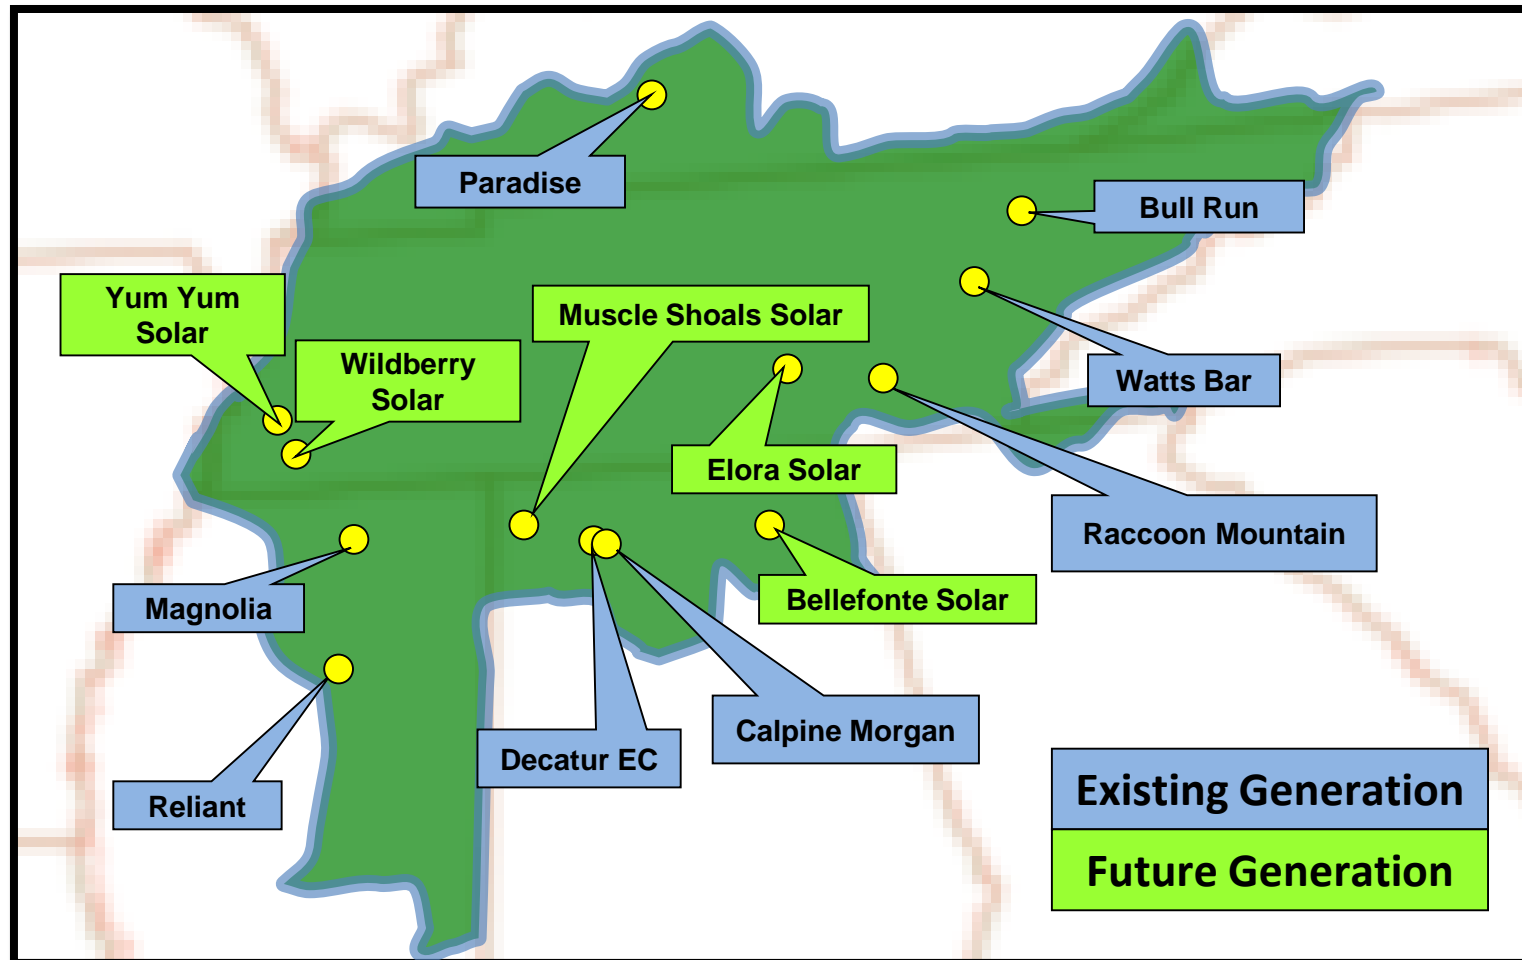 Paradise
Bull Run
Yum Yum
Solar
Muscle Shoals Solar
Wildberry
Solar
Watts Bar
Elora Solar
Raccoon Mountain
Magnolia
Bellefonte Solar
Calpine Morgan
Decatur EC
Reliant
Existing Generation
Future Generation